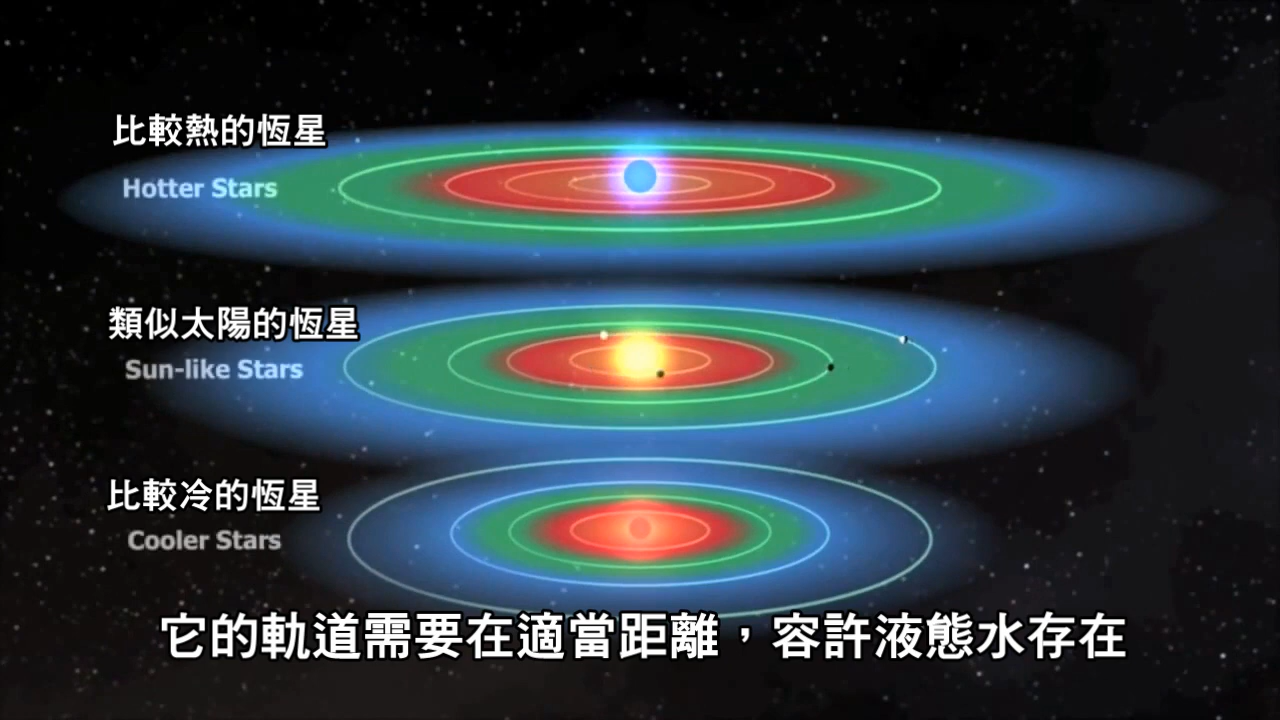 比較熱的恆星
Hotter Stars
類似太陽的恆星
Sun-like Stars
比較冷的恆星
Cooler Stars
它的軌道需要在適當距離，容許液態水存在